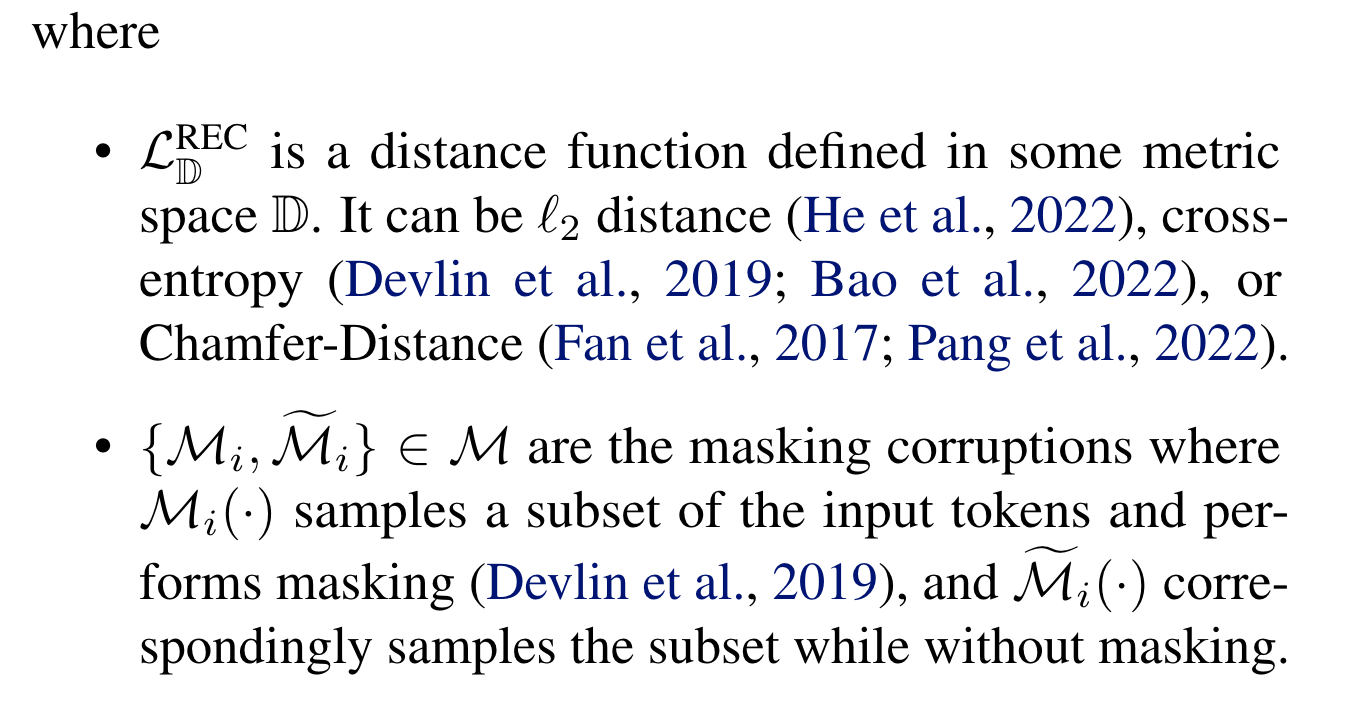 where
• $\mathcal{L}_{\mathbb{D}}^{\text{REC}}$ is a distance function defined in some metric
space $\mathbb{D}$. It can be $\ell_2$ distance (He et al., 2022), cross-
entropy (Devlin et al., 2019; Bao et al., 2022), or
Chamfer-Distance (Fan et al., 2017; Pang et al., 2022).
• $\{\mathcal{M}_i, \widetilde{\mathcal{M}}_i\} \in \mathcal{M}$ are the masking corruptions where
$\mathcal{M}_i(\cdot)$ samples a subset of the input tokens and per-
forms masking (Devlin et al., 2019), and $\widetilde{\mathcal{M}}_i(\cdot)$ corre-
spondingly samples the subset while without masking.